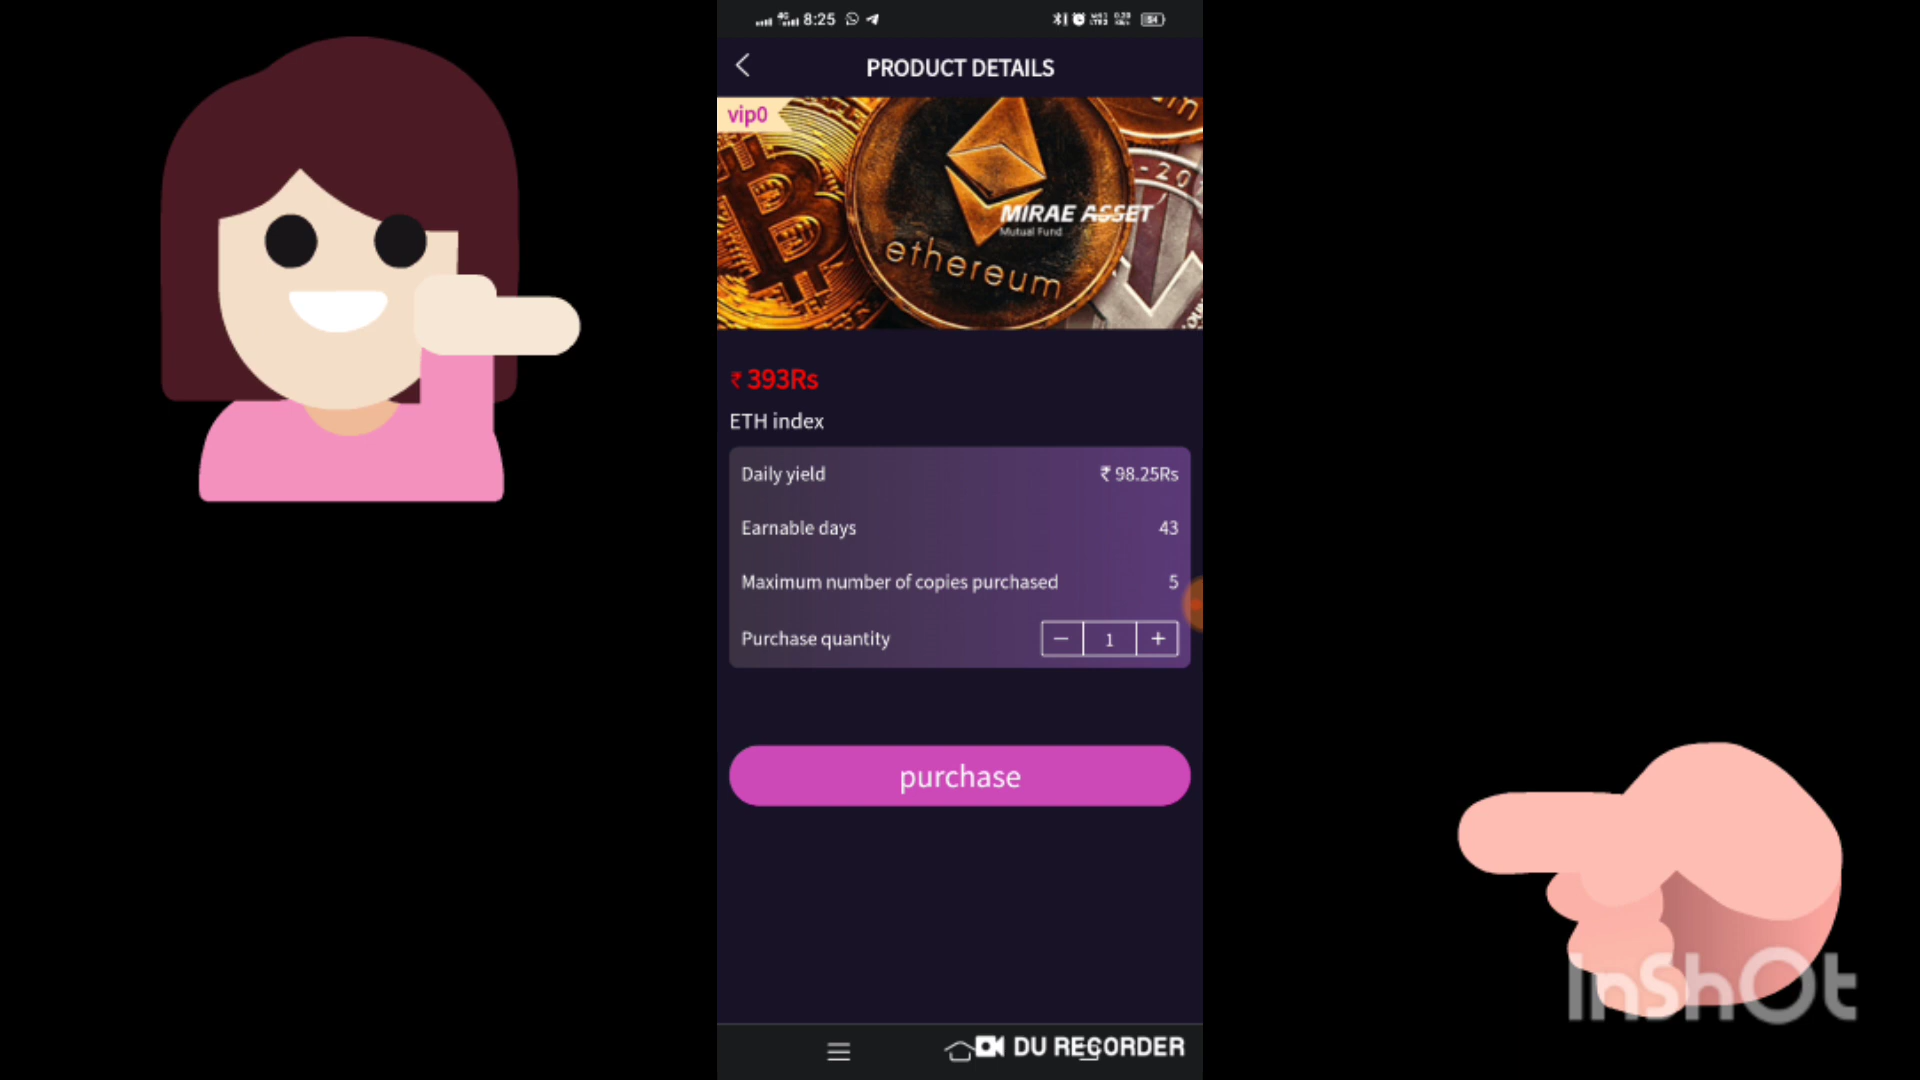 8:25
54
PRODUCT DETAILS
vip0
MIRAE ASSET
Mutual Fund
ethereum
₹ 393Rs
ETH index
Daily yield ₹ 98.25Rs
Earnable days 43
Maximum number of copies purchased 5
Purchase quantity − 1 +
purchase
DU RECORDER
InShOt